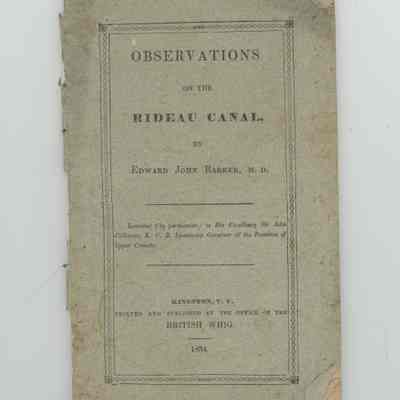 OBSERVATIONS
ON THE
RIDEAU CANAL,
BY
EDWARD JOHN BARKER, M. D.
Inscribed (by permission) to His Excellency Sir John
Colborne, K. C. B. Lieutenant Governor of the Province of
Upper Canada.
KINGSTON, U. C.
PRINTED AND PUBLISHED AT THE OFFICE OF THE
BRITISH WHIG.
1834.